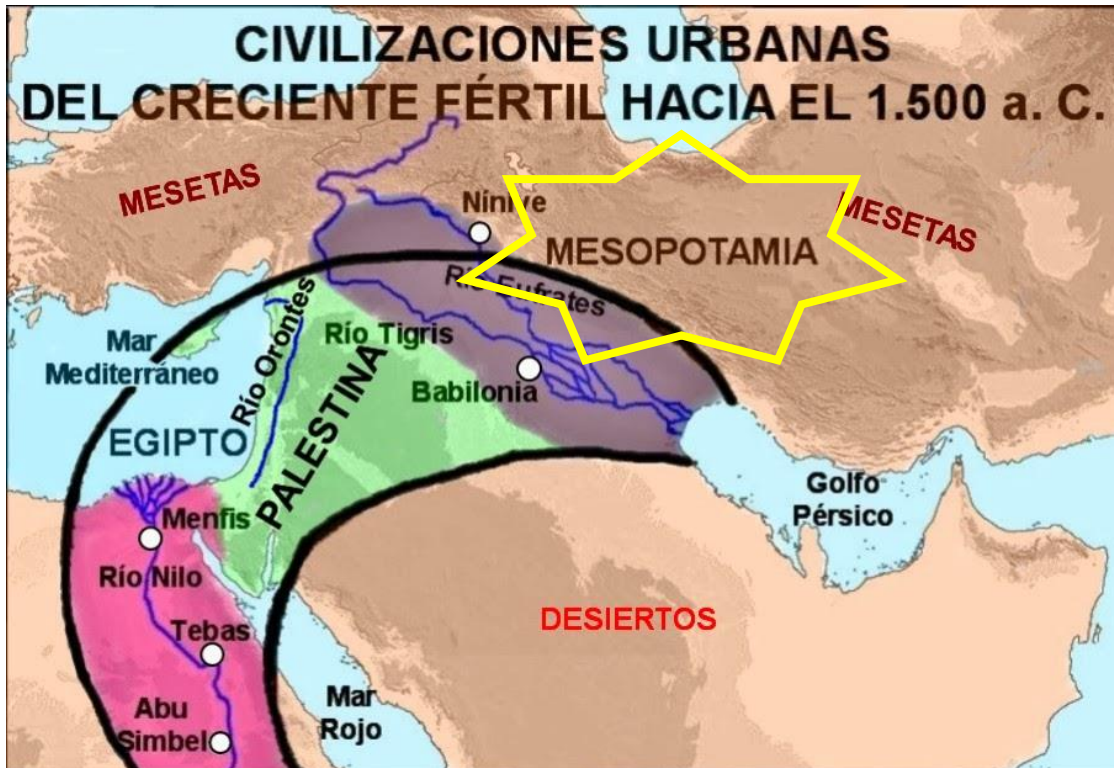 CIVILIZACIONES URBANAS
DEL CRECIENTE FÉRTIL HACIA EL 1.500 a. C.
MESETAS
Nínive
MESETAS
MESOPOTAMIA
Río Eufrates
Río Orontes
Río Tigris
Mar
Mediterráneo
Babilonia
PALESTINA
EGIPTO
Golfo
Pérsico
Menfis
Río Nilo
DESIERTOS
Tebas
Mar
Rojo
Abu
Simbel